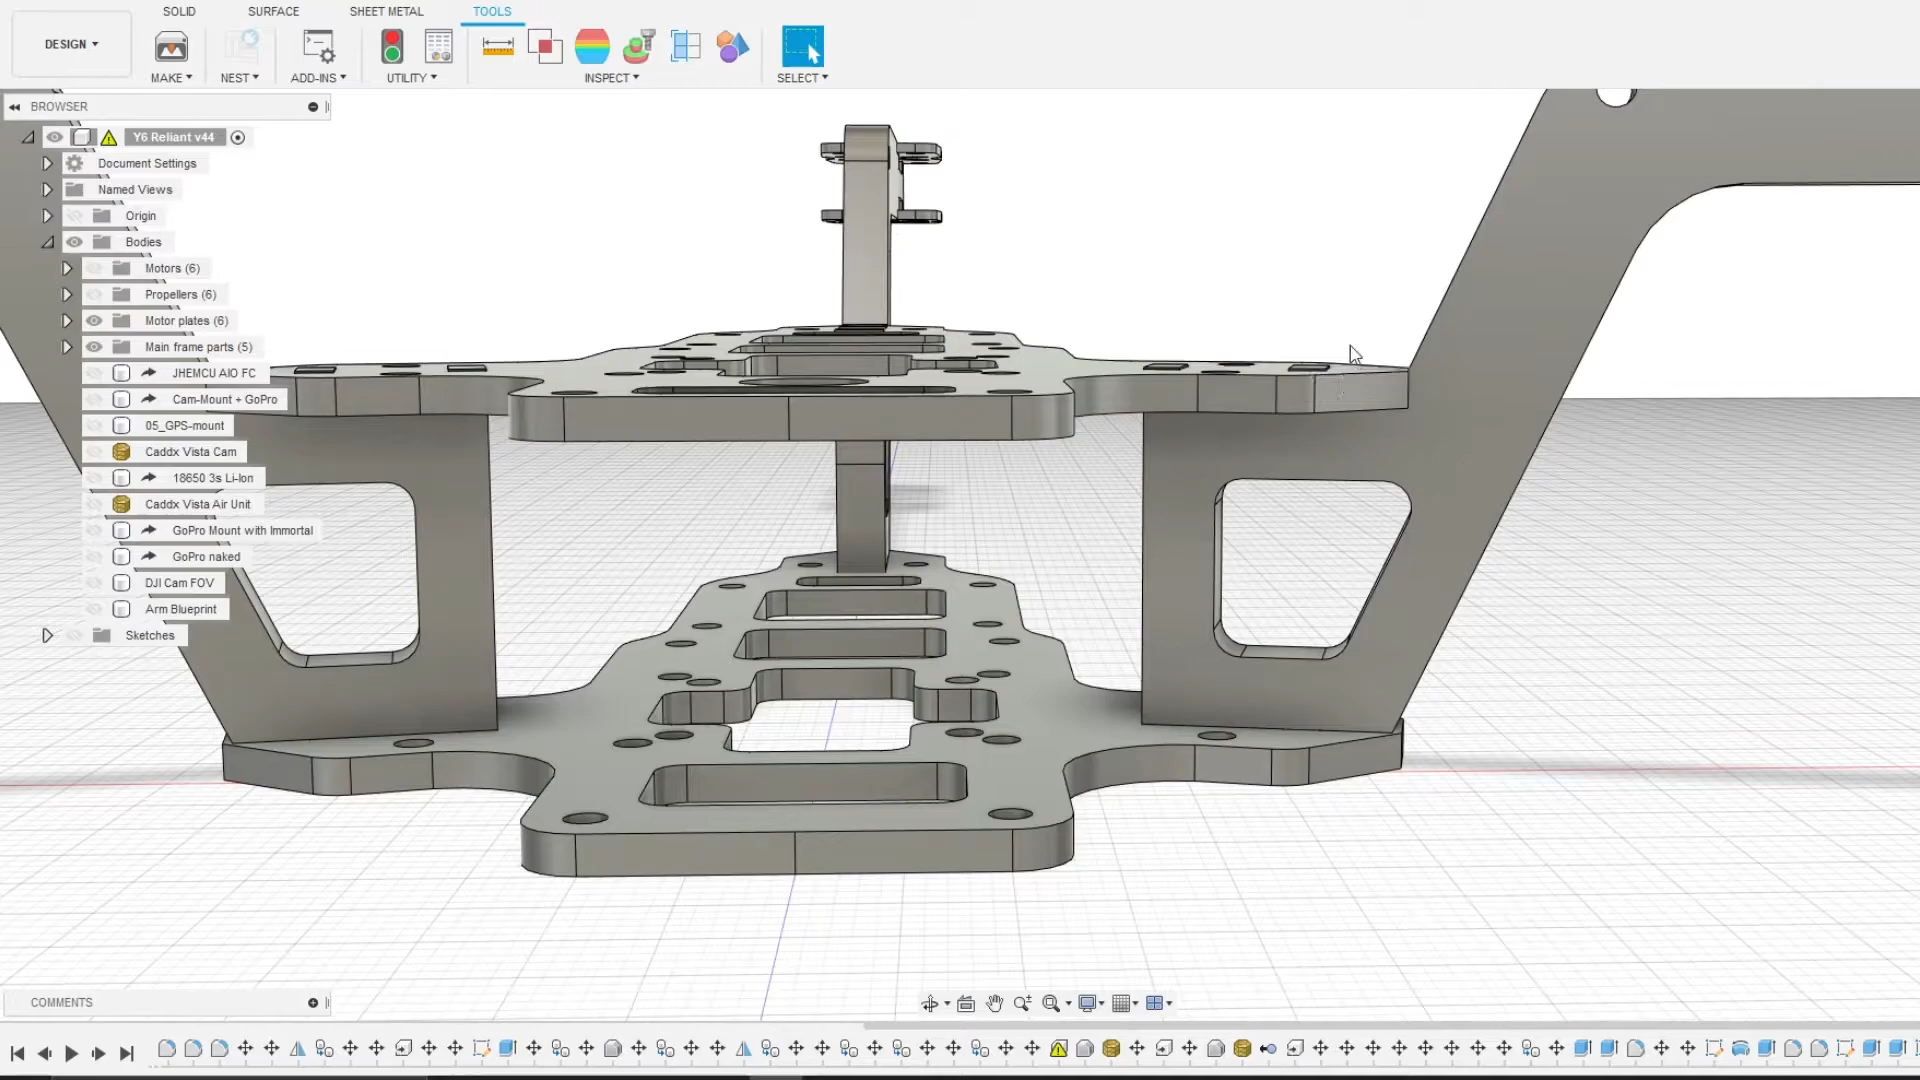 SOLID SURFACE SHEET METAL TOOLS
DESIGN
MAKE NEST ADD-INS UTILITY INSPECT SELECT
BROWSER
Y6 Reliant v44
Document Settings
Named Views
Origin
Bodies
Motors (6)
Propellers (6)
Motor plates (6)
Main frame parts (5)
JHEMCU AIO FC
Cam-Mount + GoPro
05_GPS-mount
Caddx Vista Cam
18650 3s Li-Ion
Caddx Vista Air Unit
GoPro Mount with Immortal
GoPro naked
DJI Cam FOV
Arm Blueprint
Sketches
COMMENTS